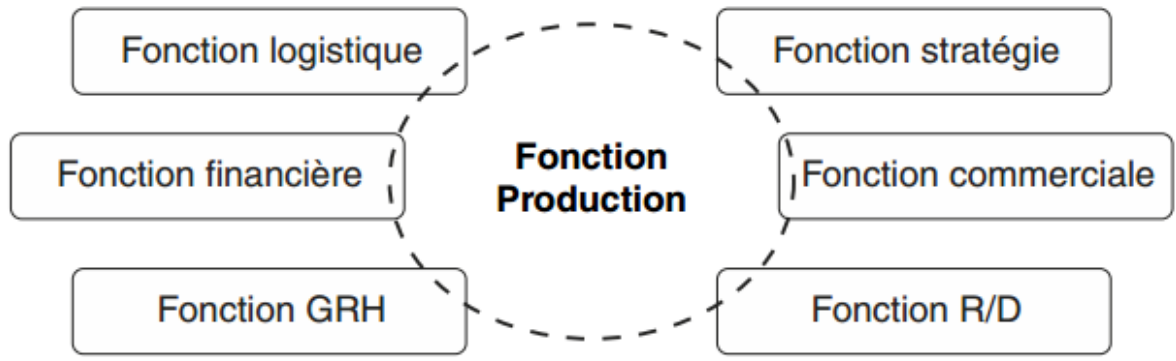 Fonction logistique
Fonction stratégie
Fonction financière
Fonction
Production
Fonction commerciale
Fonction GRH
Fonction R/D